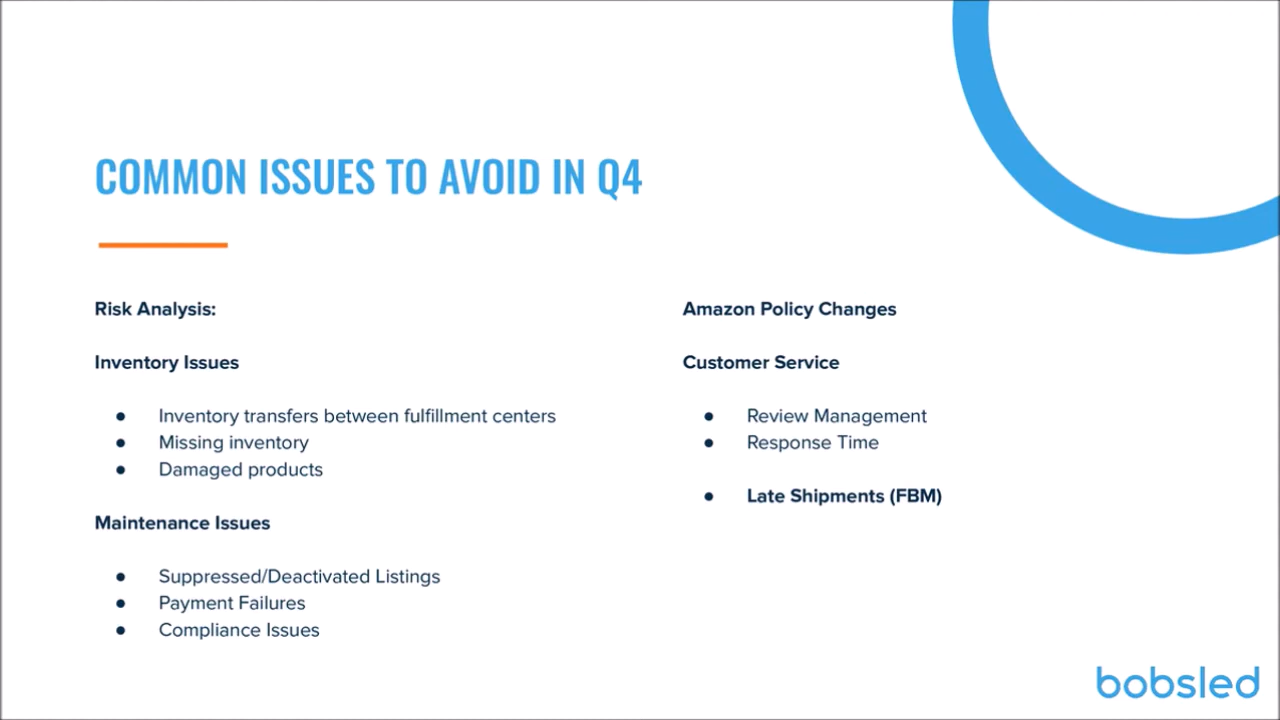 COMMON ISSUES TO AVOID IN Q4
Risk Analysis:
Inventory Issues
● Inventory transfers between fulfillment centers
● Missing inventory
● Damaged products
Maintenance Issues
● Suppressed/Deactivated Listings
● Payment Failures
● Compliance Issues
Amazon Policy Changes
Customer Service
● Review Management
● Response Time
● Late Shipments (FBM)
bobsled